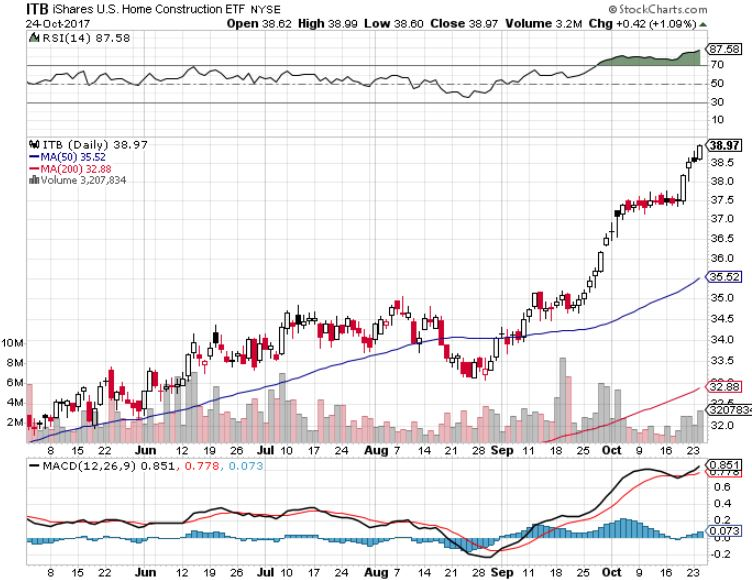 ITB iShares U.S. Home Construction ETF NYSE © StockCharts.com
24-Oct-2017 Open 38.62 High 38.99 Low 38.60 Close 38.97 Volume 3.2M Chg +0.42 (+1.09%)
RSI(14) 87.58
87.58
70
50
30
10
ITB (Daily) 38.97
MA(50) 35.52
MA(200) 32.88
Volume 3,207,834
38.97
38.5
38.0
37.5
37.0
36.5
36.0
35.52
35.0
34.5
34.0
33.5
32.88
3207834
32.0
10M
8M
6M
4M
2M
8 15 22 Jun 12 19 26 Jul 10 17 24 Aug 7 14 21 28 Sep 11 18 25 Oct 9 16 23
MACD(12,26,9) 0.851, 0.778, 0.073
0.851
0.778
0.6
0.4
0.2
0.073
0.0
-0.2
8 15 22 Jun 12 19 26 Jul 10 17 24 Aug 7 14 21 28 Sep 11 18 25 Oct 9 16 23